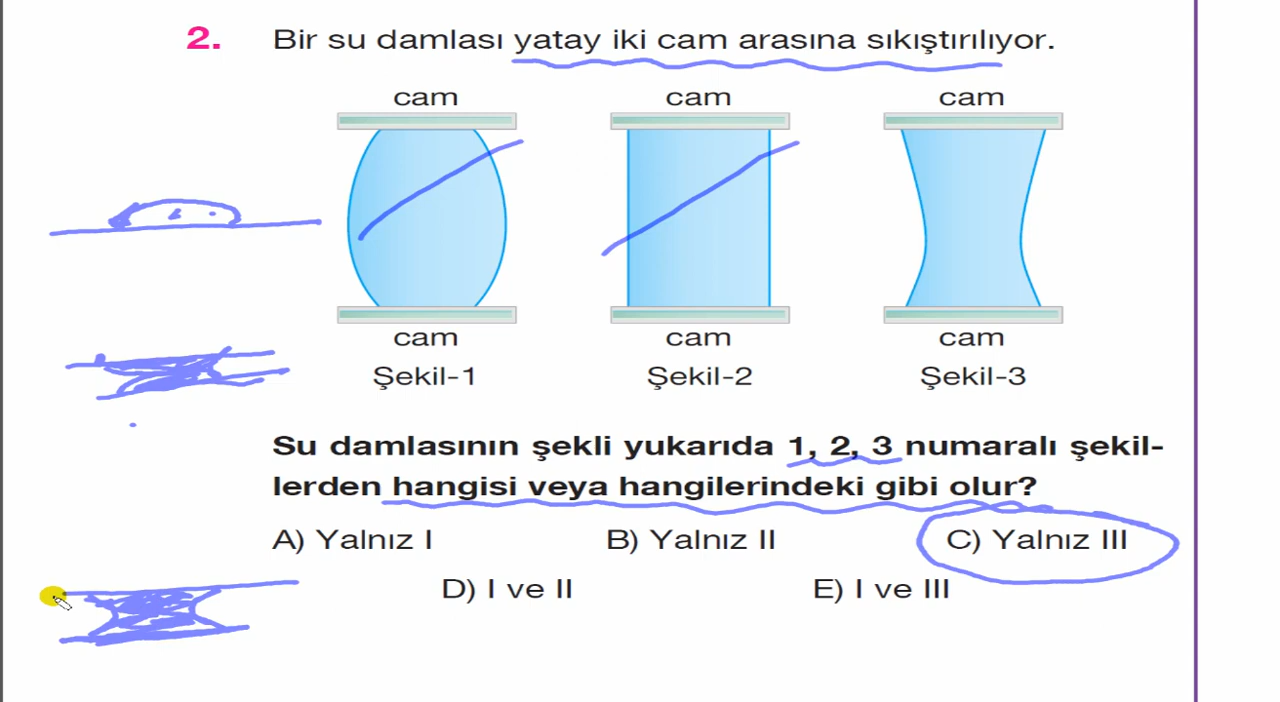 2. Bir su damlası yatay iki cam arasına sıkıştırılıyor.
cam cam cam
cam cam cam
Şekil-1 Şekil-2 Şekil-3
Su damlasının şekli yukarıda 1, 2, 3 numaralı şekil-
lerden hangisi veya hangilerindeki gibi olur?
A) Yalnız I B) Yalnız II C) Yalnız III
D) I ve II E) I ve III